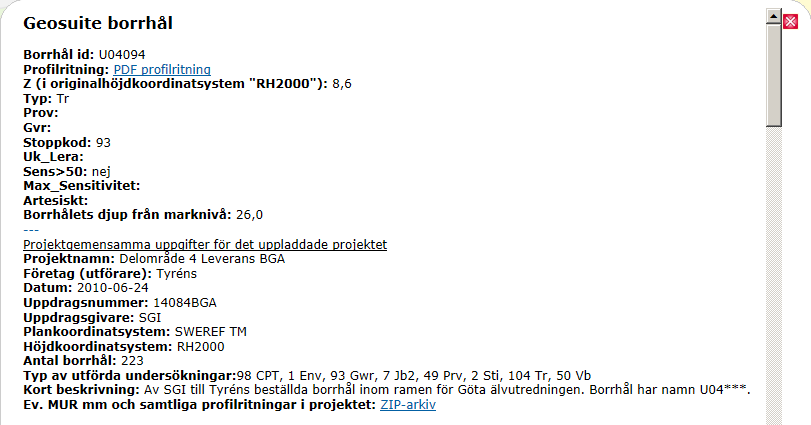 Geosuite borrhål
Borrhål id: U04094
Profilritning: PDF profilritning
Z (i originalhöjdkoordinatsystem "RH2000"): 8,6
Typ: Tr
Prov:
Gvr:
Stoppkod: 93
Uk_Lera:
Sens>50: nej
Max_Sensitivitet:
Artesiskt:
Borrhålets djup från marknivå: 26,0
---
Projektgemensamma uppgifter för det uppladdade projektet
Projektnamn: Delområde 4 Leverans BGA
Företag (utförare): Tyréns
Datum: 2010-06-24
Uppdragsnummer: 14084BGA
Uppdragsgivare: SGI
Plankoordinatsystem: SWEREF TM
Höjdkoordinatsystem: RH2000
Antal borrhål: 223
Typ av utförda undersökningar:98 CPT, 1 Env, 93 Gwr, 7 Jb2, 49 Prv, 2 Sti, 104 Tr, 50 Vb
Kort beskrivning: Av SGI till Tyréns beställda borrhål inom ramen för Göta älvutredningen. Borrhål har namn U04***.
Ev. MUR mm och samtliga profilritningar i projektet: ZIP-arkiv